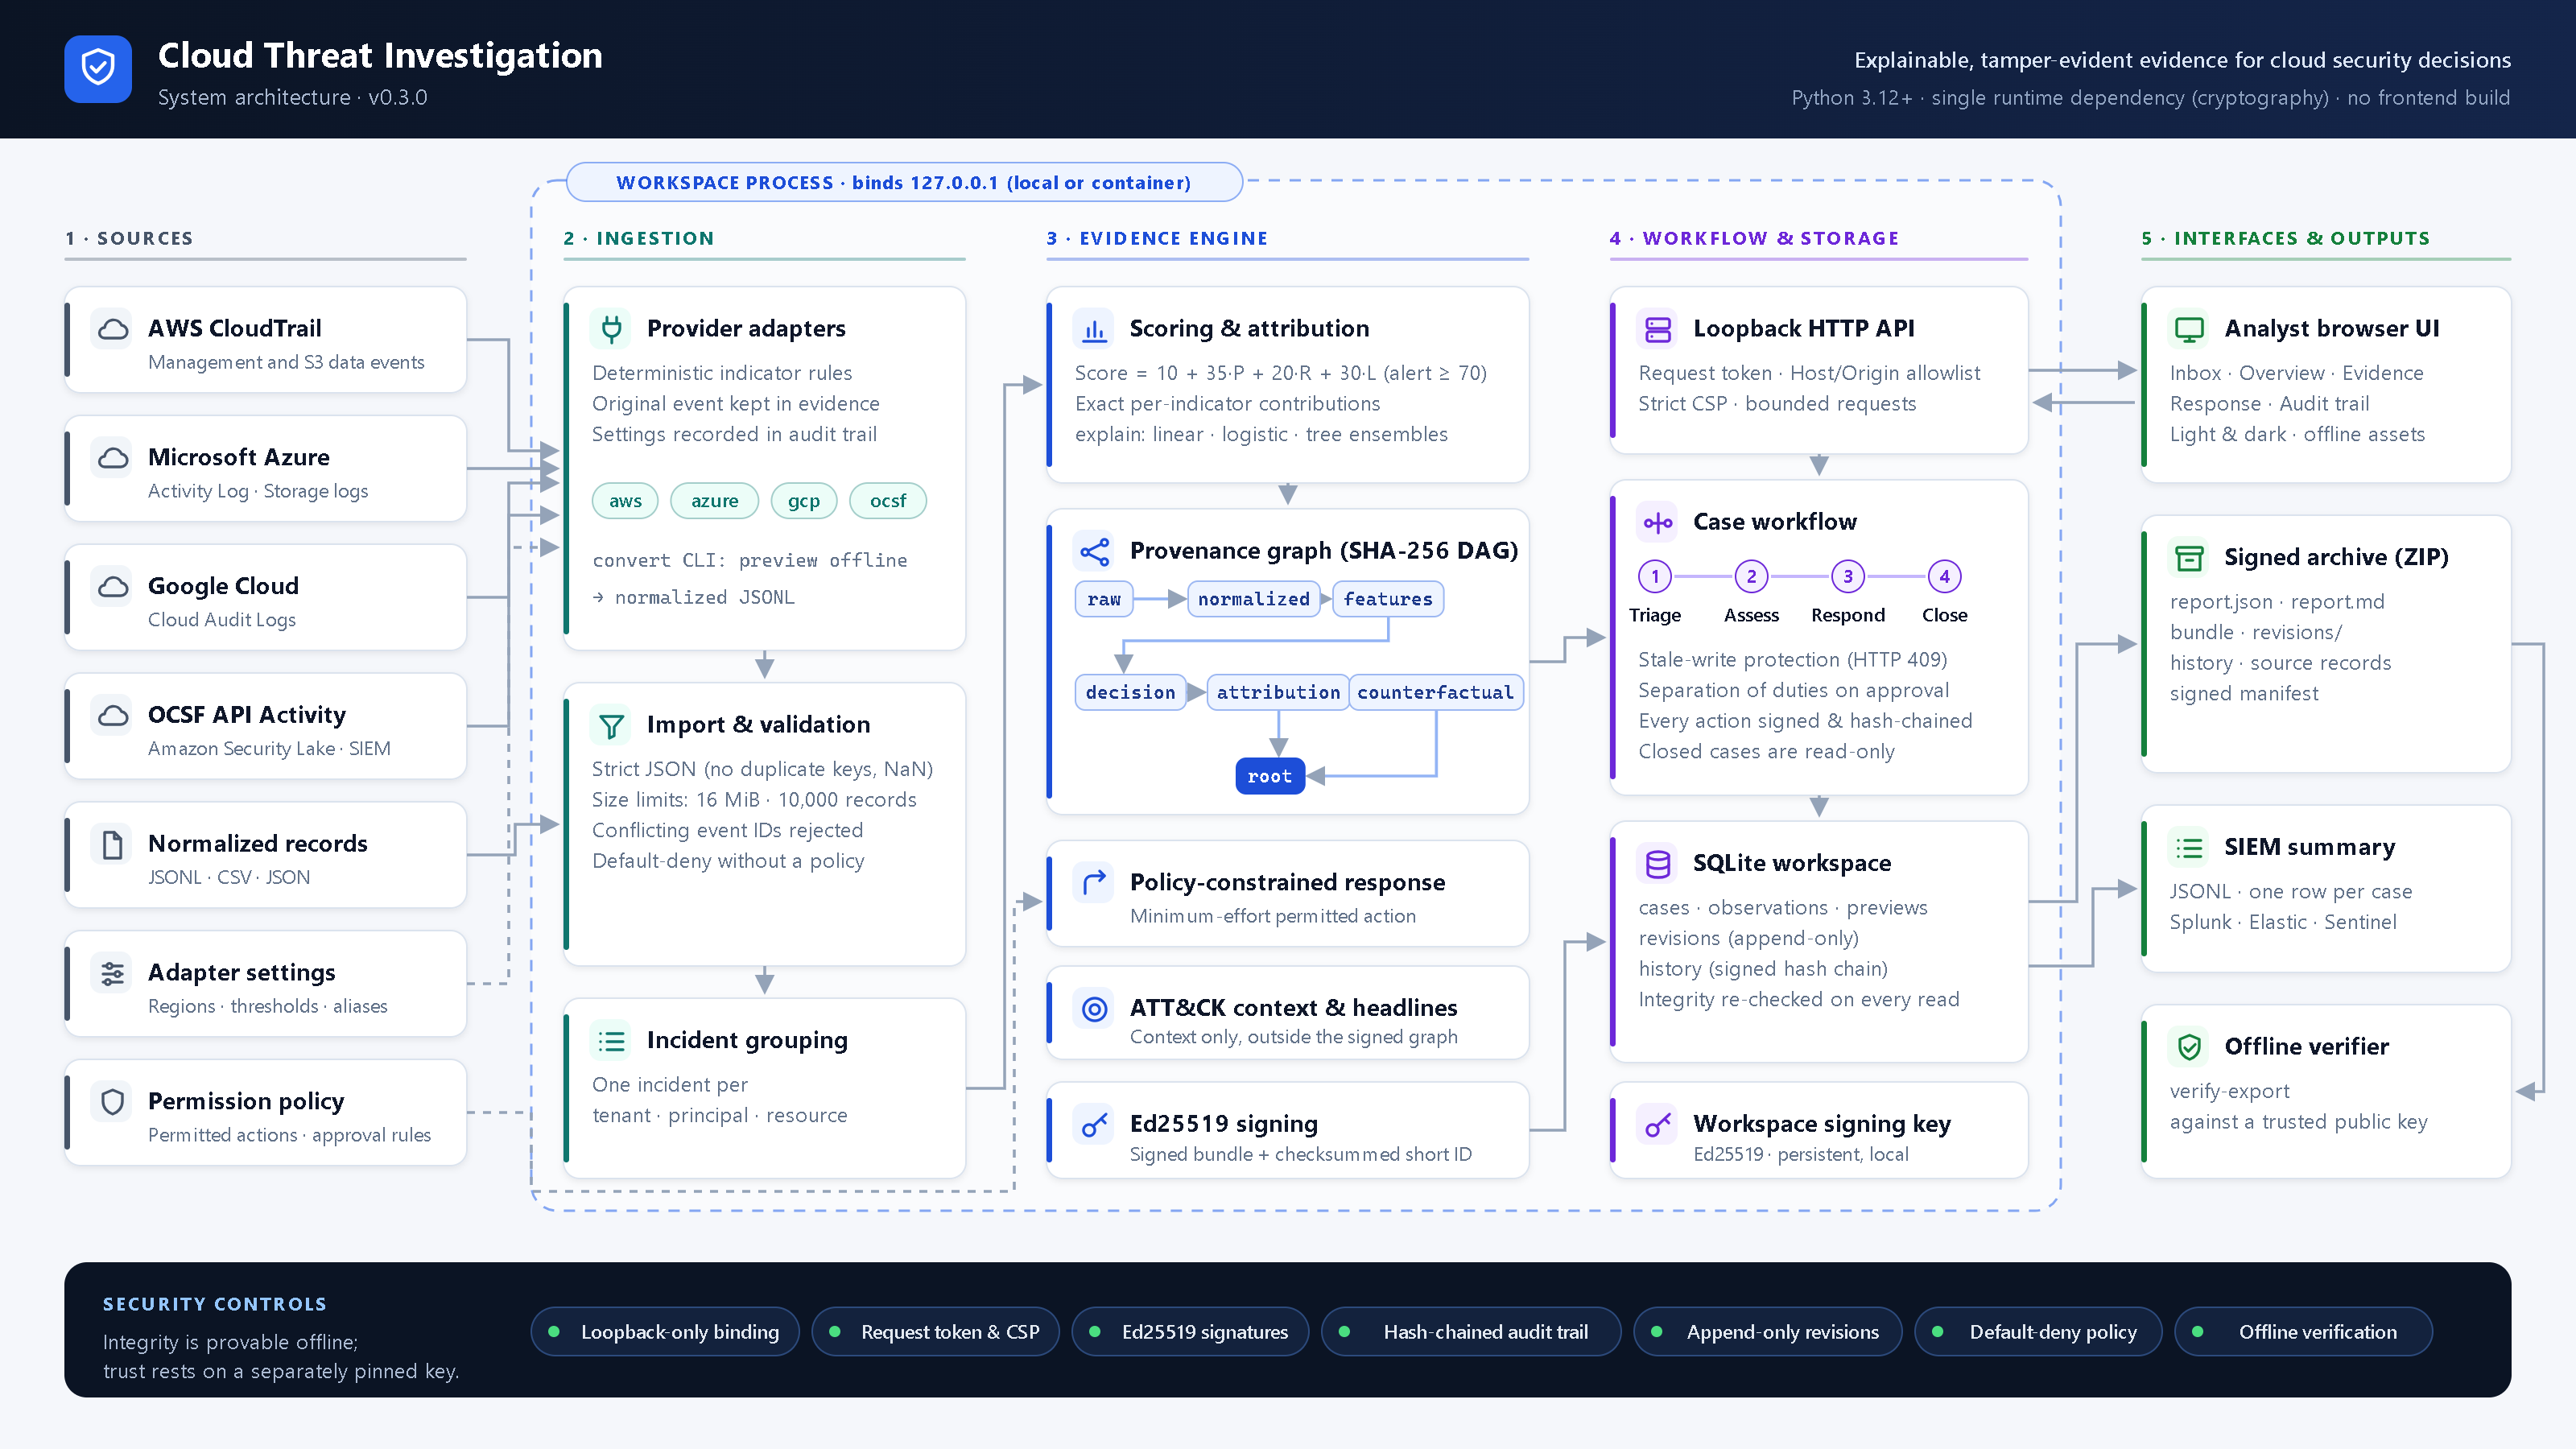 Cloud Threat Investigation
System architecture · v0.3.0
Explainable, tamper-evident evidence for cloud security decisions
Python 3.12+ · single runtime dependency (cryptography) · no frontend build
WORKSPACE PROCESS · binds 127.0.0.1 (local or container)
1 · SOURCES
AWS CloudTrail
Management and S3 data events
Microsoft Azure
Activity Log · Storage logs
Google Cloud
Cloud Audit Logs
OCSF API Activity
Amazon Security Lake · SIEM
Normalized records
JSONL · CSV · JSON
Adapter settings
Regions · thresholds · aliases
Permission policy
Permitted actions · approval rules
2 · INGESTION
Provider adapters
Deterministic indicator rules
Original event kept in evidence
Settings recorded in audit trail
aws azure gcp ocsf
convert CLI: preview offline
→ normalized JSONL
Import & validation
Strict JSON (no duplicate keys, NaN)
Size limits: 16 MiB · 10,000 records
Conflicting event IDs rejected
Default-deny without a policy
Incident grouping
One incident per
tenant · principal · resource
3 · EVIDENCE ENGINE
Scoring & attribution
Score = 10 + 35·P + 20·R + 30·L (alert ≥ 70)
Exact per-indicator contributions
explain: linear · logistic · tree ensembles
Provenance graph (SHA-256 DAG)
raw normalized features
decision attribution counterfactual
root
Policy-constrained response
Minimum-effort permitted action
ATT&CK context & headlines
Context only, outside the signed graph
Ed25519 signing
Signed bundle + checksummed short ID
4 · WORKFLOW & STORAGE
Loopback HTTP API
Request token · Host/Origin allowlist
Strict CSP · bounded requests
Case workflow
1 2 3 4
Triage Assess Respond Close
Stale-write protection (HTTP 409)
Separation of duties on approval
Every action signed & hash-chained
Closed cases are read-only
SQLite workspace
cases · observations · previews
revisions (append-only)
history (signed hash chain)
Integrity re-checked on every read
Workspace signing key
Ed25519 · persistent, local
5 · INTERFACES & OUTPUTS
Analyst browser UI
Inbox · Overview · Evidence
Response · Audit trail
Light & dark · offline assets
Signed archive (ZIP)
report.json · report.md
bundle · revisions/
history · source records
signed manifest
SIEM summary
JSONL · one row per case
Splunk · Elastic · Sentinel
Offline verifier
verify-export
against a trusted public key
SECURITY CONTROLS
Integrity is provable offline;
trust rests on a separately pinned key.
Loopback-only binding
Request token & CSP
Ed25519 signatures
Hash-chained audit trail
Append-only revisions
Default-deny policy
Offline verification